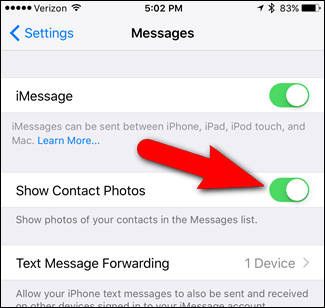 Verizon 5:02 PM 83%
Settings Messages
iMessage
iMessages can be sent between iPhone, iPad, iPod touch, and
Mac. Learn More...
Show Contact Photos
Show photos of your contacts in the Messages list.
Text Message Forwarding 1 Device
Allow your iPhone text messages to also be sent and received
on other devices signed in to your iMessage account.